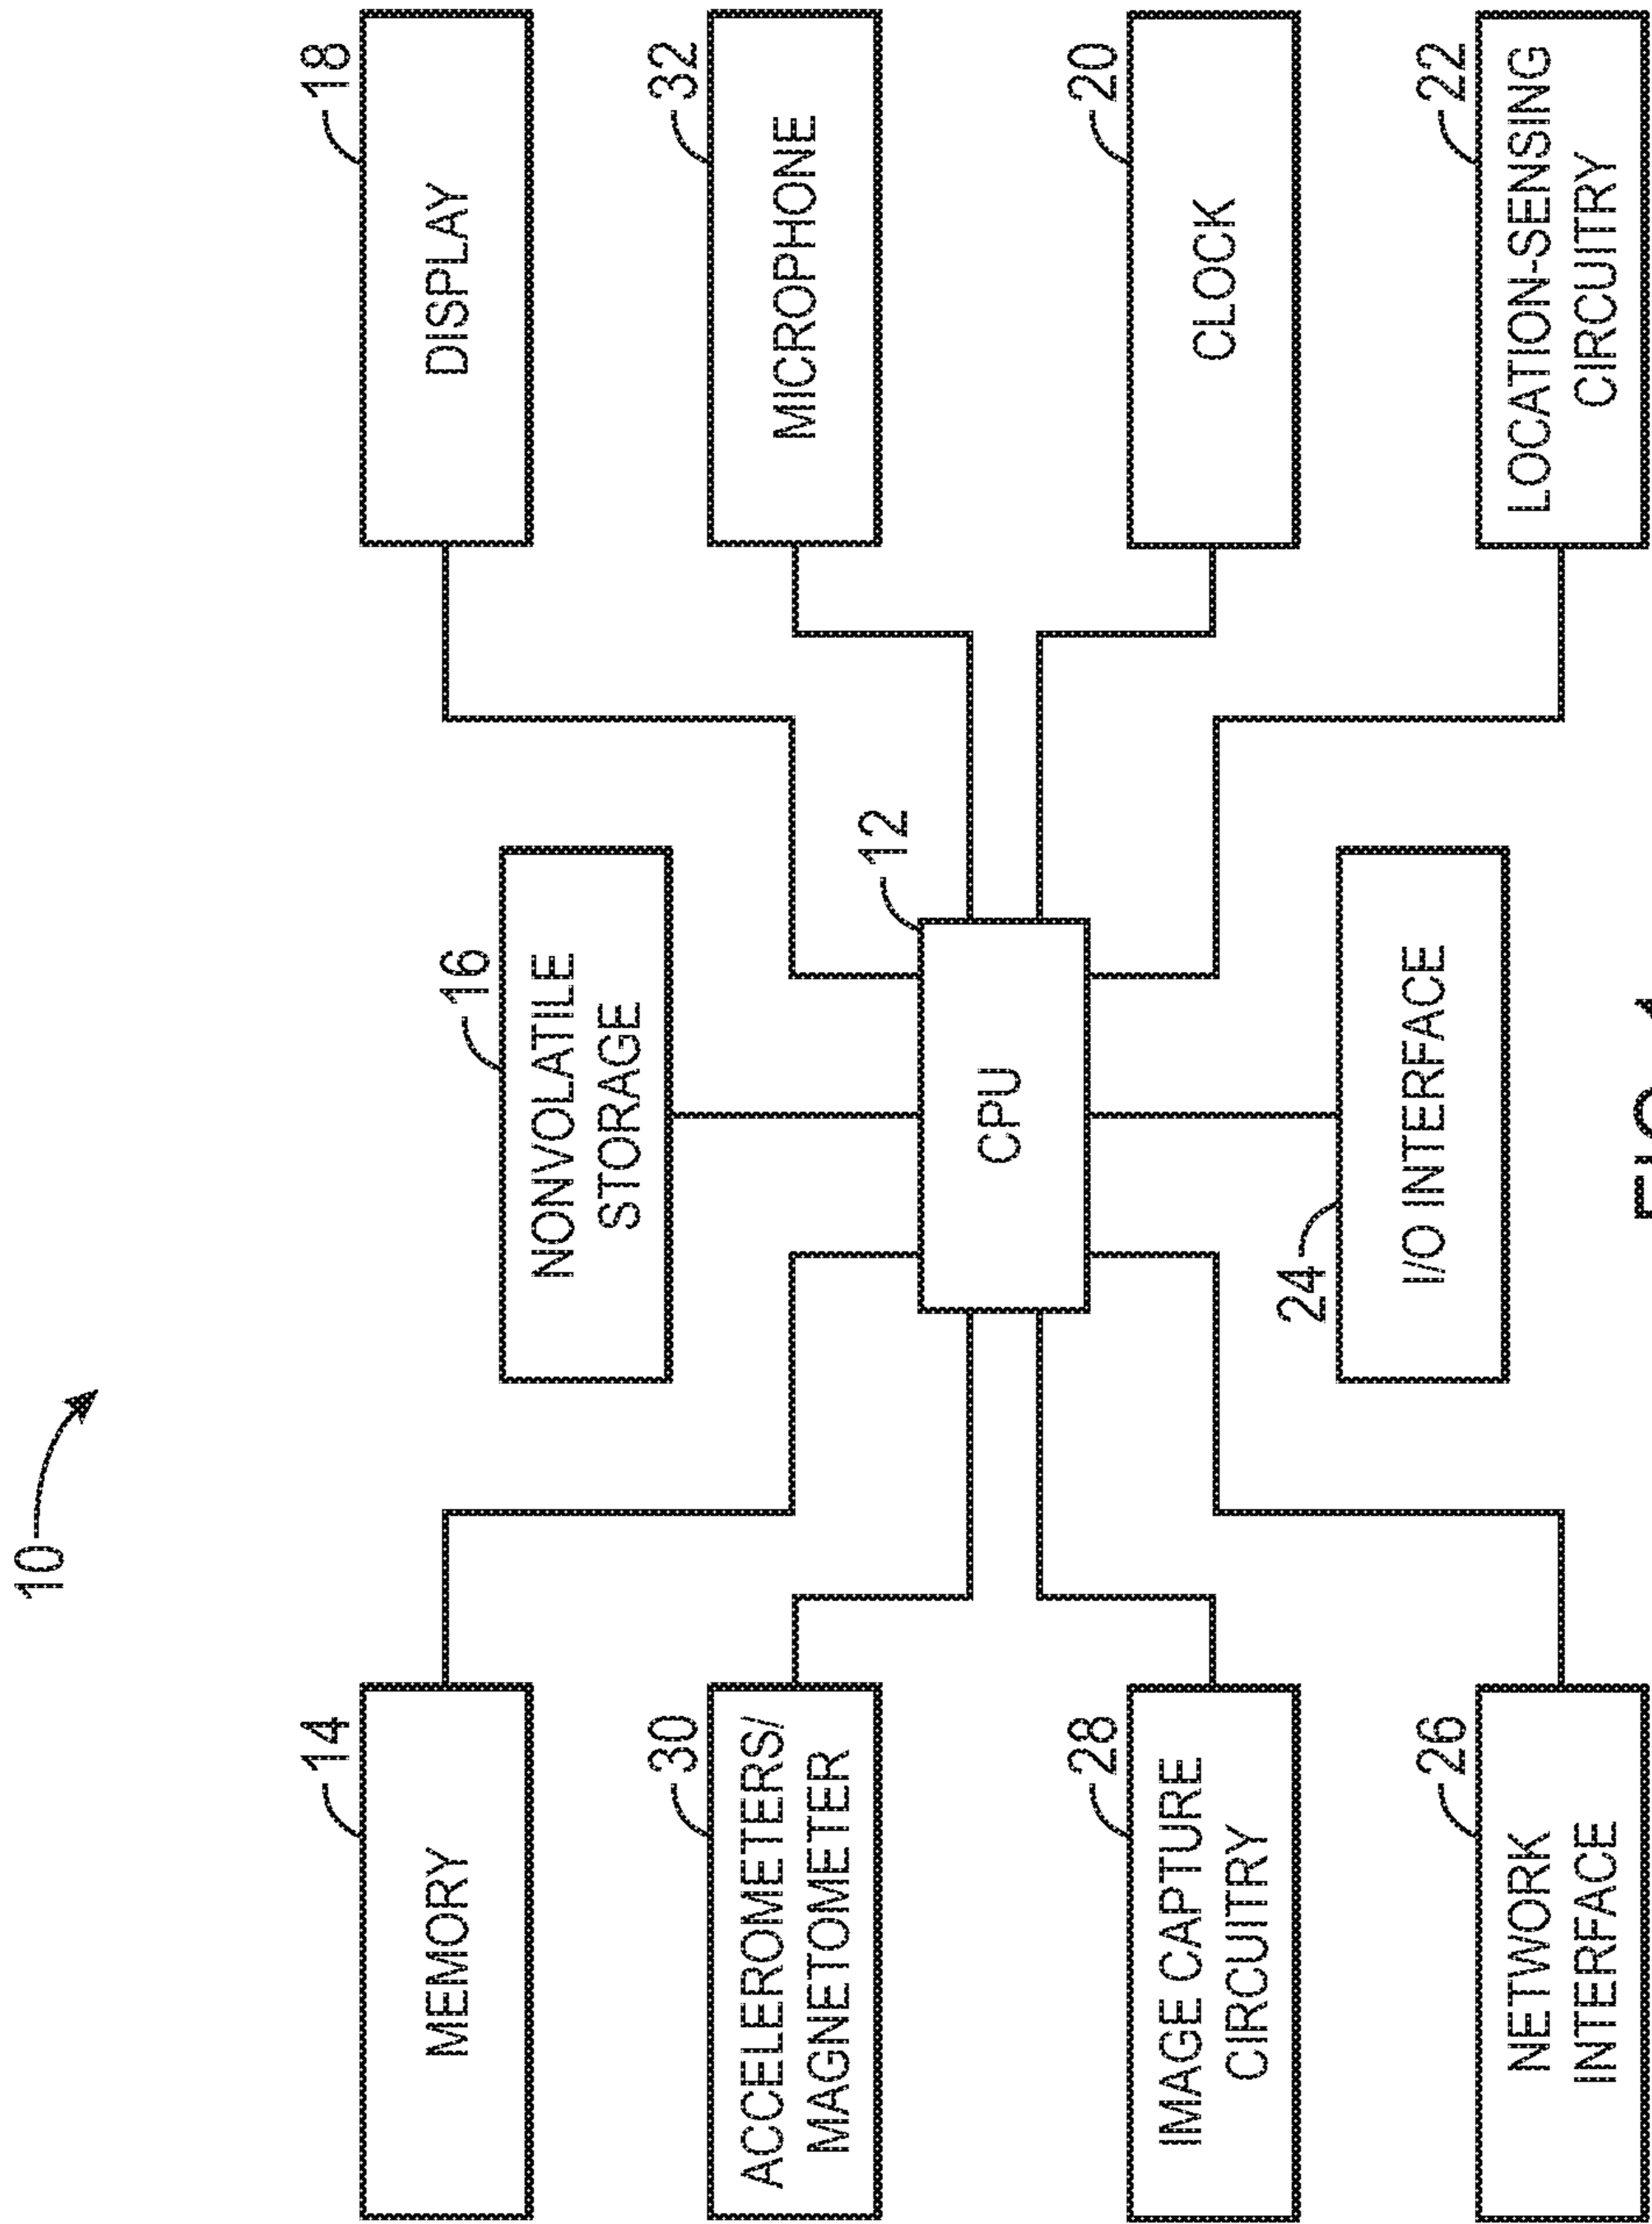 10
14
MEMORY
16
NONVOLATILE
STORAGE
18
DISPLAY
30
ACCELEROMETERS/
MAGNETOMETER
12
CPU
32
MICROPHONE
28
IMAGE CAPTURE
CIRCUITRY
20
CLOCK
26
NETWORK
INTERFACE
24
I/O INTERFACE
22
LOCATION-SENSING
CIRCUITRY